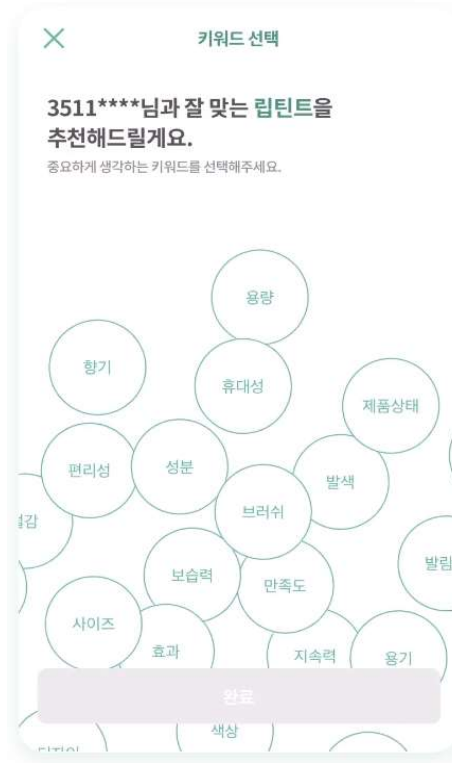 키워드 선택
3511****님과 잘 맞는 립틴트을
추천해드릴게요.
중요하게 생각하는 키워드를 선택해주세요.
용량
향기
휴대성
제품상태
편리성
성분
발색
브러쉬
발림
보습력
만족도
사이즈
효과
지속력
용기
완료
색상